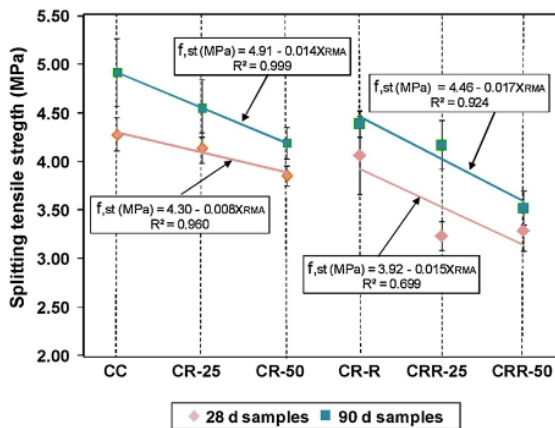 Splitting tensile stregth (MPa)
5.50
5.00
4.50
4.00
3.50
3.00
2.50
2.00
f,st (MPa) = 4.91 - 0.014XRMA
R² = 0.999
f,st (MPa) = 4.46 - 0.017XRMA
R² = 0.924
f,st (MPa) = 4.30 - 0.008XRMA
R² = 0.960
f,st (MPa) = 3.92 - 0.015XRMA
R² = 0.699
CC CR-25 CR-50 CR-R CRR-25 CRR-50
28 d samples 90 d samples